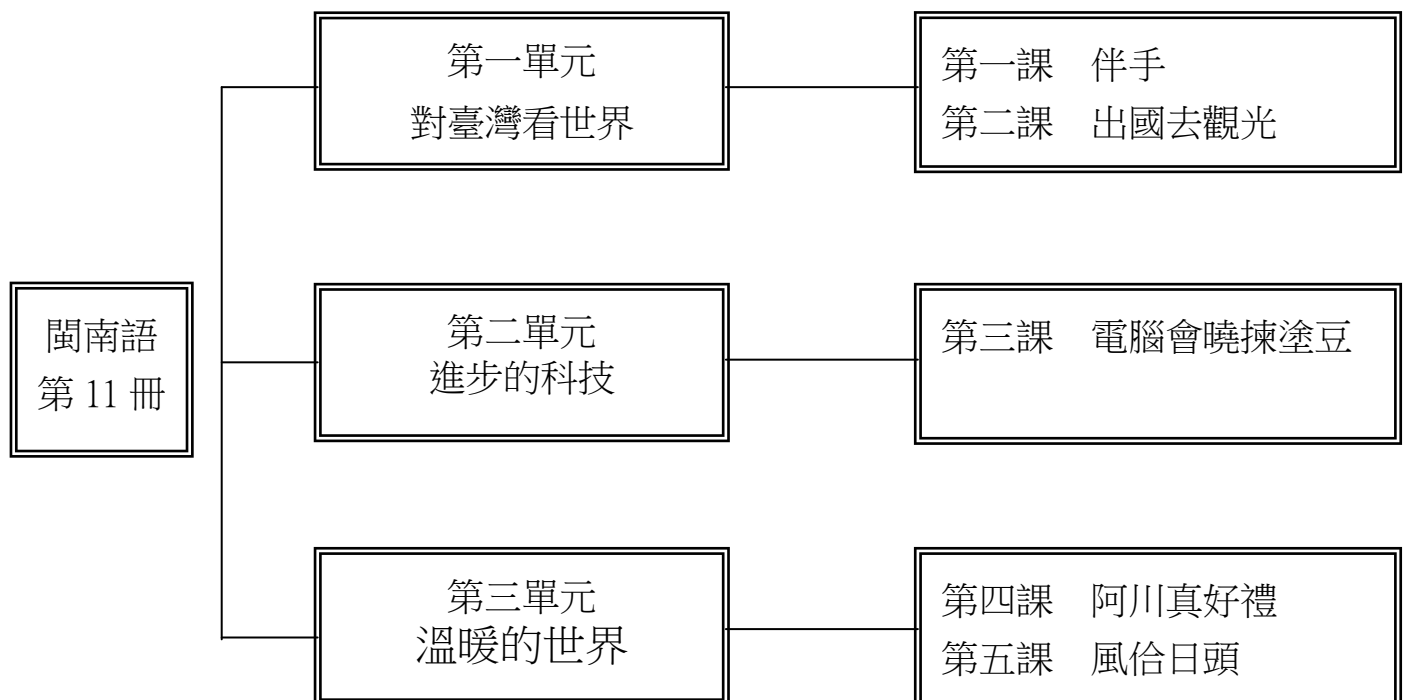 閩南語
第 11 冊
第一單元
對臺灣看世界
第一課　伴手
第二課　出國去觀光
第二單元
進步的科技
第三課　電腦會曉揀塗豆
第三單元
溫暖的世界
第四課　阿川真好禮
第五課　風佮日頭